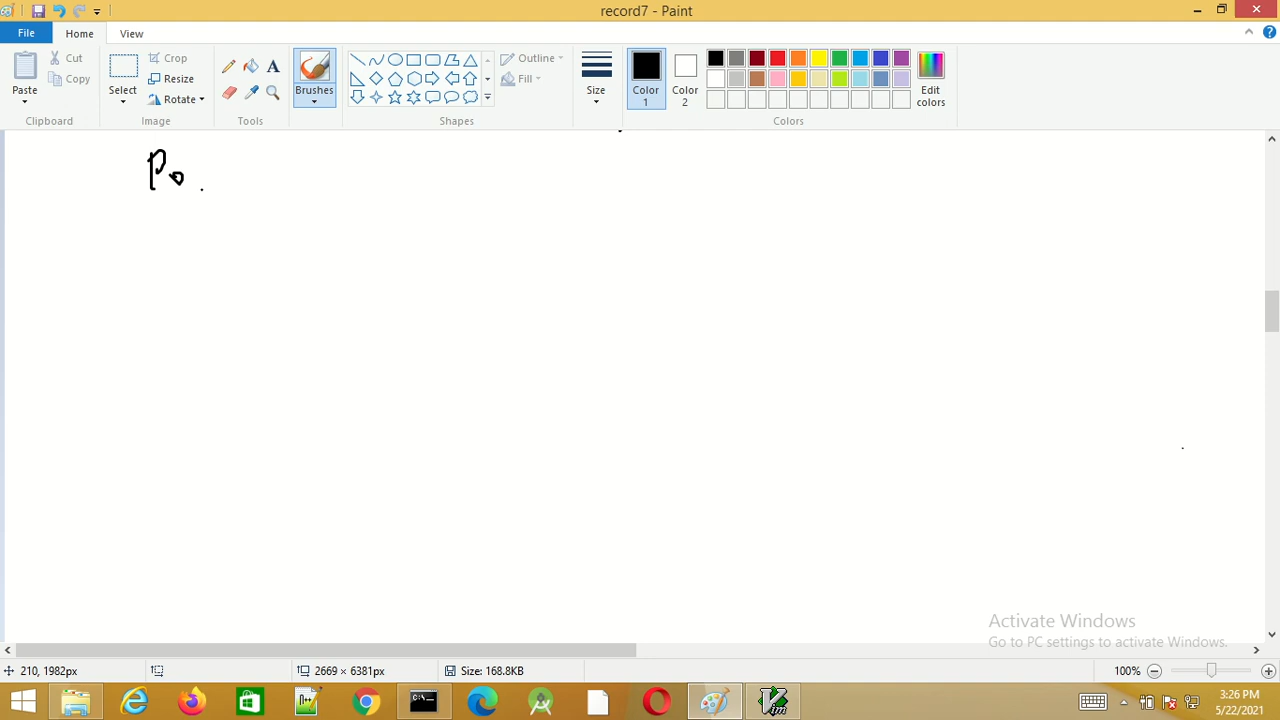 record7 - Paint
File Home View
Paste Cut Copy Clipboard
Select Crop Resize Rotate Image
A Tools
Brushes
Outline Fill Shapes
Size
Color 1 Color 2 Edit colors Colors
Po
Activate Windows
Go to PC settings to activate Windows.
210, 1982px 2669 × 6381px Size: 168.8KB 100%
3:26 PM
5/22/2021